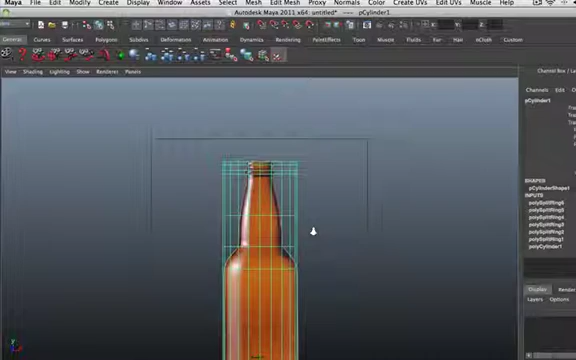 Maya File Edit Modify Create Display Window Assets Select Mesh Edit Mesh Proxy Normals Color Create UVs Edit UVs Muscle
Autodesk Maya 2011 x64: untitled* --- pCylinder1
General Curves Surfaces Polygons Subdivs Deformation Animation Dynamics Rendering PaintEffects Toon Muscle Fluids Fur Hair nCloth Custom
View Shading Lighting Show Renderer Panels
Channel Box /
Channels Edit
pCylinder1
SHAPES
pCylinderShape1
INPUTS
polySplitRing6
polySplitRing5
polySplitRing4
polySplitRing3
polySplitRing2
polySplitRing1
polyCylinder1
Display Render
Layers Options